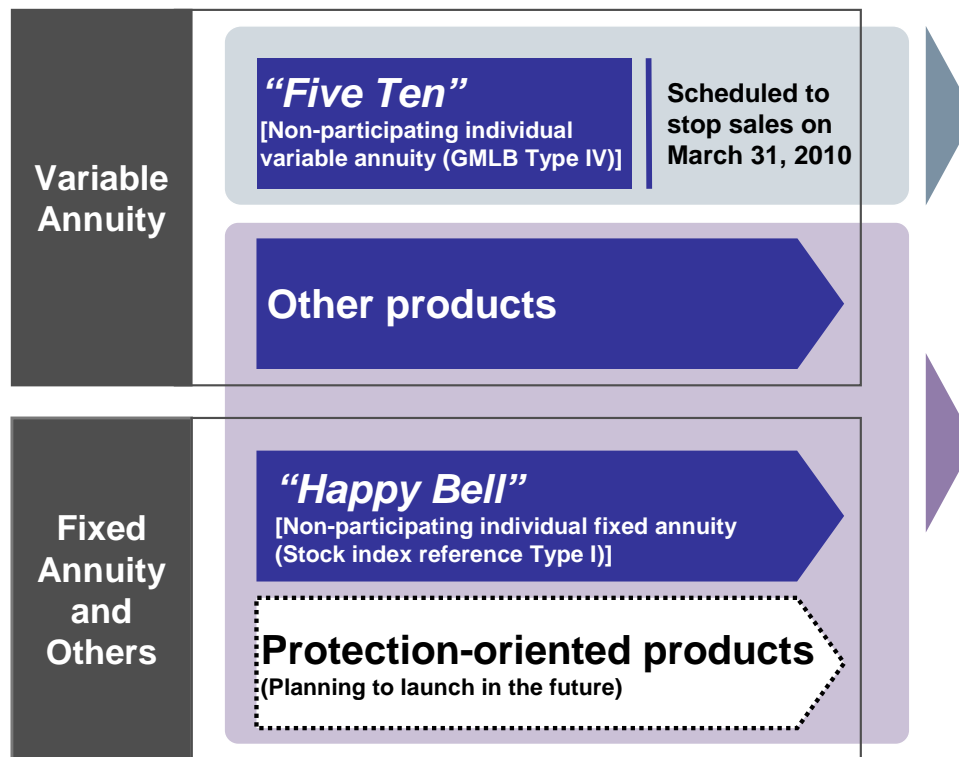 Variable
Annuity
“Five Ten”
[Non-participating individual
variable annuity (GMLB Type IV)]
Scheduled to
stop sales on
March 31, 2010
Other products
Fixed
Annuity
and
Others
“Happy Bell”
[Non-participating individual fixed annuity
(Stock index reference Type I)]
Protection-oriented products
(Planning to launch in the future)